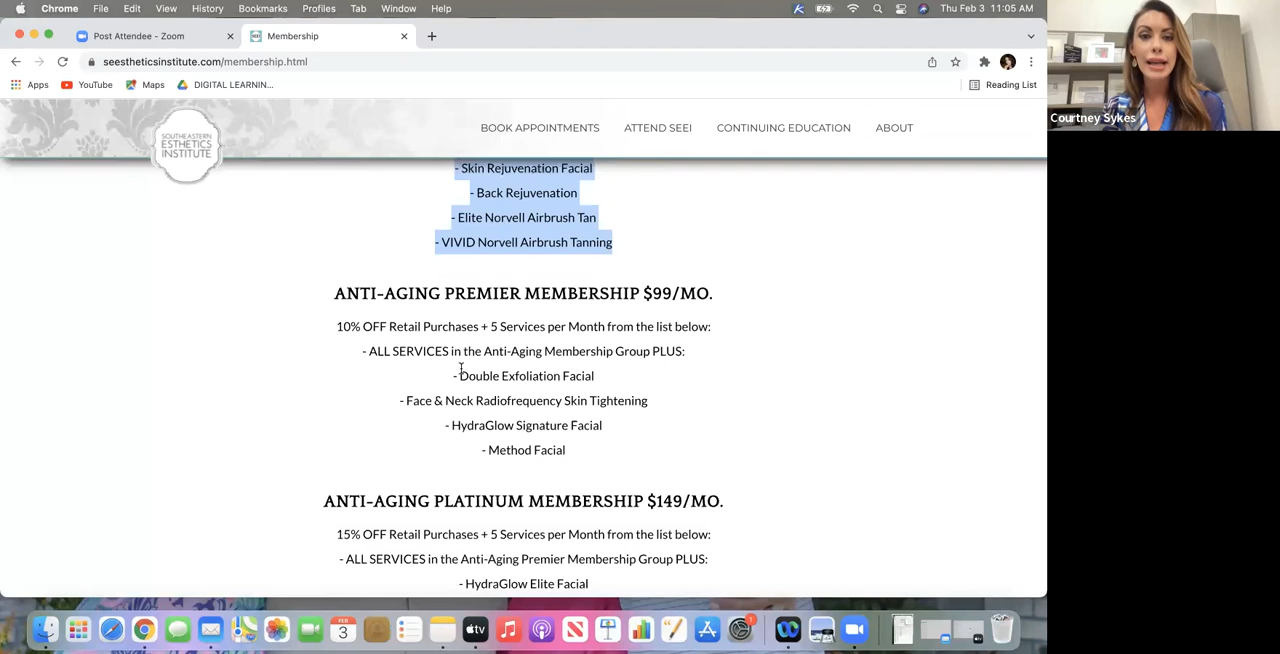 Chrome File Edit View History Bookmarks Profiles Tab Window Help Thu Feb 3 11:05 AM
Post Attendee - Zoom Membership
seestheticsinstitute.com/membership.html
Apps YouTube Maps DIGITAL LEARNIN... Reading List
SOUTHEASTERN
ESTHETICS
INSTITUTE
BOOK APPOINTMENTS ATTEND SEEI CONTINUING EDUCATION ABOUT
- Skin Rejuvenation Facial
- Back Rejuvenation
- Elite Norvell Airbrush Tan
- VIVID Norvell Airbrush Tanning
ANTI-AGING PREMIER MEMBERSHIP $99/MO.
10% OFF Retail Purchases + 5 Services per Month from the list below:
- ALL SERVICES in the Anti-Aging Membership Group PLUS:
- Double Exfoliation Facial
- Face & Neck Radiofrequency Skin Tightening
- HydraGlow Signature Facial
- Method Facial
ANTI-AGING PLATINUM MEMBERSHIP $149/MO.
15% OFF Retail Purchases + 5 Services per Month from the list below:
- ALL SERVICES in the Anti-Aging Premier Membership Group PLUS:
- HydraGlow Elite Facial
Courtney Sykes
FEB
3
tv
1